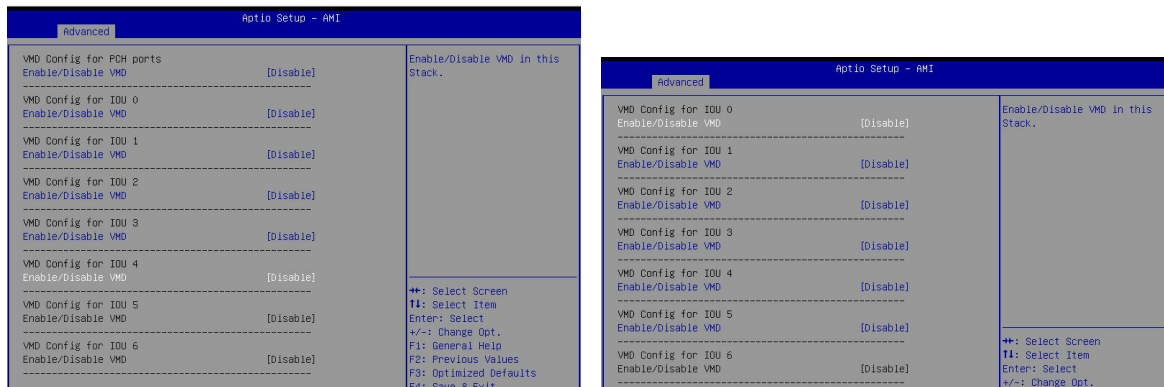 Aptio Setup - AMI
Advanced
VMD Config for PCH ports
Enable/Disable VMD [Disable]
--------------------------------------------------
VMD Config for IOU 0
Enable/Disable VMD [Disable]
--------------------------------------------------
VMD Config for IOU 1
Enable/Disable VMD [Disable]
--------------------------------------------------
VMD Config for IOU 2
Enable/Disable VMD [Disable]
--------------------------------------------------
VMD Config for IOU 3
Enable/Disable VMD [Disable]
--------------------------------------------------
VMD Config for IOU 4
Enable/Disable VMD [Disable]
--------------------------------------------------
VMD Config for IOU 5
Enable/Disable VMD [Disable]
--------------------------------------------------
VMD Config for IOU 6
Enable/Disable VMD [Disable]
--------------------------------------------------
Enable/Disable VMD in this
Stack.
→←: Select Screen
↑↓: Select Item
Enter: Select
+/-: Change Opt.
F1: General Help
F2: Previous Values
F3: Optimized Defaults
F4: Save & Exit
Aptio Setup - AMI
Advanced
VMD Config for IOU 0
Enable/Disable VMD [Disable]
--------------------------------------------------
VMD Config for IOU 1
Enable/Disable VMD [Disable]
--------------------------------------------------
VMD Config for IOU 2
Enable/Disable VMD [Disable]
--------------------------------------------------
VMD Config for IOU 3
Enable/Disable VMD [Disable]
--------------------------------------------------
VMD Config for IOU 4
Enable/Disable VMD [Disable]
--------------------------------------------------
VMD Config for IOU 5
Enable/Disable VMD [Disable]
--------------------------------------------------
VMD Config for IOU 6
Enable/Disable VMD [Disable]
--------------------------------------------------
Enable/Disable VMD in this
Stack.
→←: Select Screen
↑↓: Select Item
Enter: Select
+/-: Change Opt.